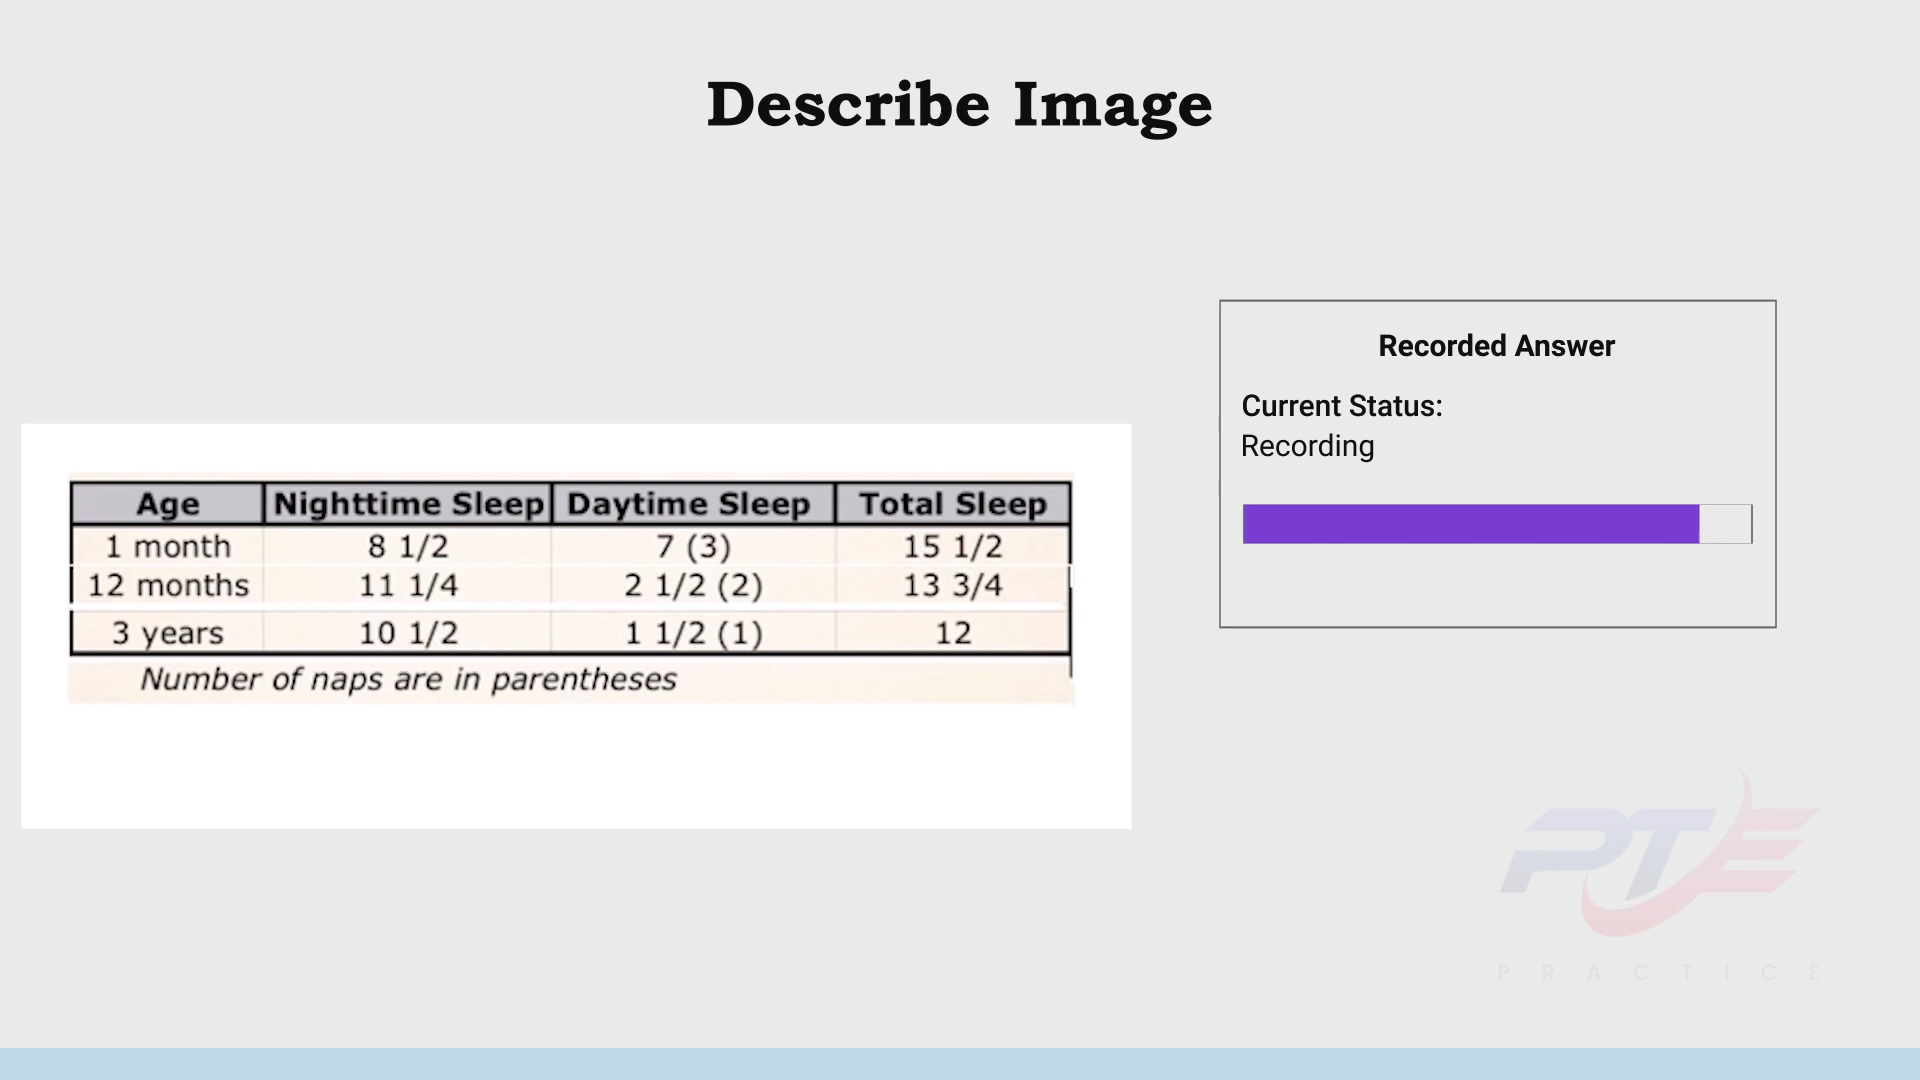 Describe Image
Recorded Answer
Current Status:
Recording
Age Nighttime Sleep Daytime Sleep Total Sleep
1 month 8 1/2 7 (3) 15 1/2
12 months 11 1/4 2 1/2 (2) 13 3/4
3 years 10 1/2 1 1/2 (1) 12
Number of naps are in parentheses
PTE
PRACTICE